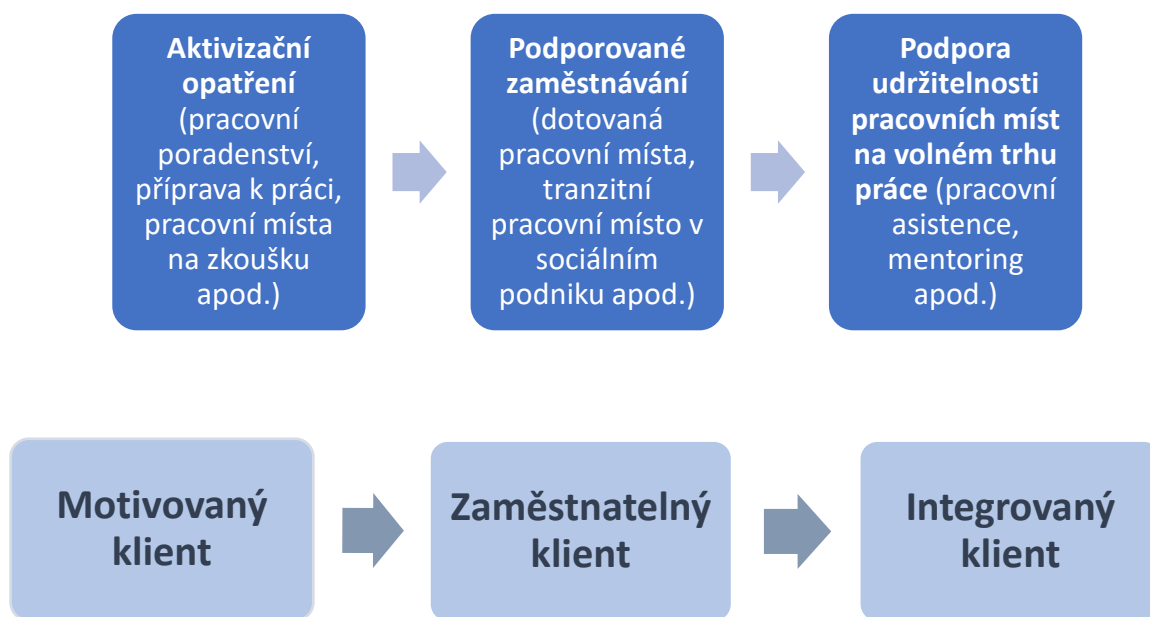 Aktivizační
opatření
(pracovní
poradenství,
příprava k práci,
pracovní místa
na zkoušku
apod.)
Podporované
zaměstnávání
(dotovaná
pracovní místa,
tranzitní
pracovní místo v
sociálním
podniku apod.)
Podpora
udržitelnosti
pracovních míst
na volném trhu
práce (pracovní
asistence,
mentoring
apod.)
Motivovaný
klient
Zaměstnatelný
klient
Integrovaný
klient